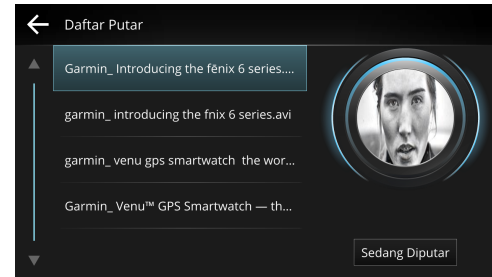 Daftar Putar
Garmin_ Introducing the fēnix 6 series....
garmin_ introducing the fnix 6 series.avi
garmin_ venu gps smartwatch the wor...
Garmin_ Venu™ GPS Smartwatch — th...
Sedang Diputar